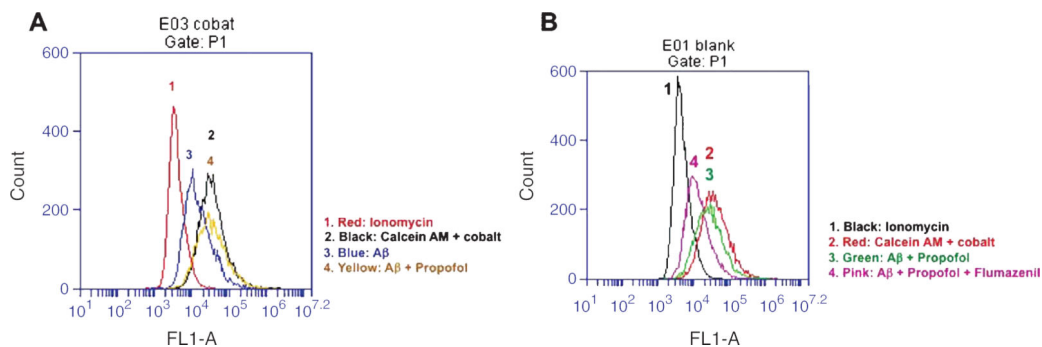 A
E03 cobat
Gate: P1
600
400
200
0
Count
1
2
3
4
10¹ 10² 10³ 10⁴ 10⁵ 10⁶ 10⁷·²
FL1-A
1. Red: Ionomycin
2. Black: Calcein AM + cobalt
3. Blue: Aβ
4. Yellow: Aβ + Propofol
B
E01 blank
Gate: P1
600
400
200
0
Count
1
2
3
4
10¹ 10² 10³ 10⁴ 10⁵ 10⁶ 10⁷·²
FL1-A
1. Black: Ionomycin
2. Red: Calcein AM + cobalt
3. Green: Aβ + Propofol
4. Pink: Aβ + Propofol + Flumazenil